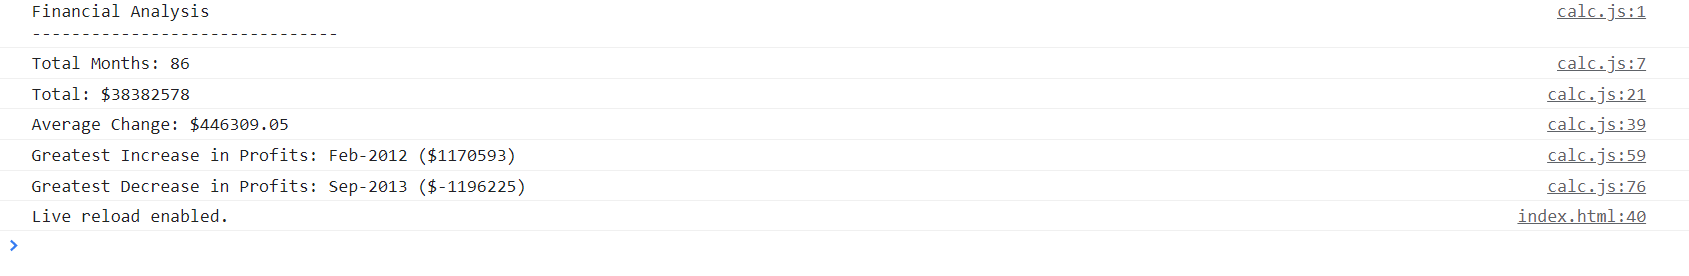 Financial Analysis calc.js:1
-------------------------------
Total Months: 86 calc.js:7
Total: $38382578 calc.js:21
Average Change: $446309.05 calc.js:39
Greatest Increase in Profits: Feb-2012 ($1170593) calc.js:59
Greatest Decrease in Profits: Sep-2013 ($-1196225) calc.js:76
Live reload enabled. index.html:40